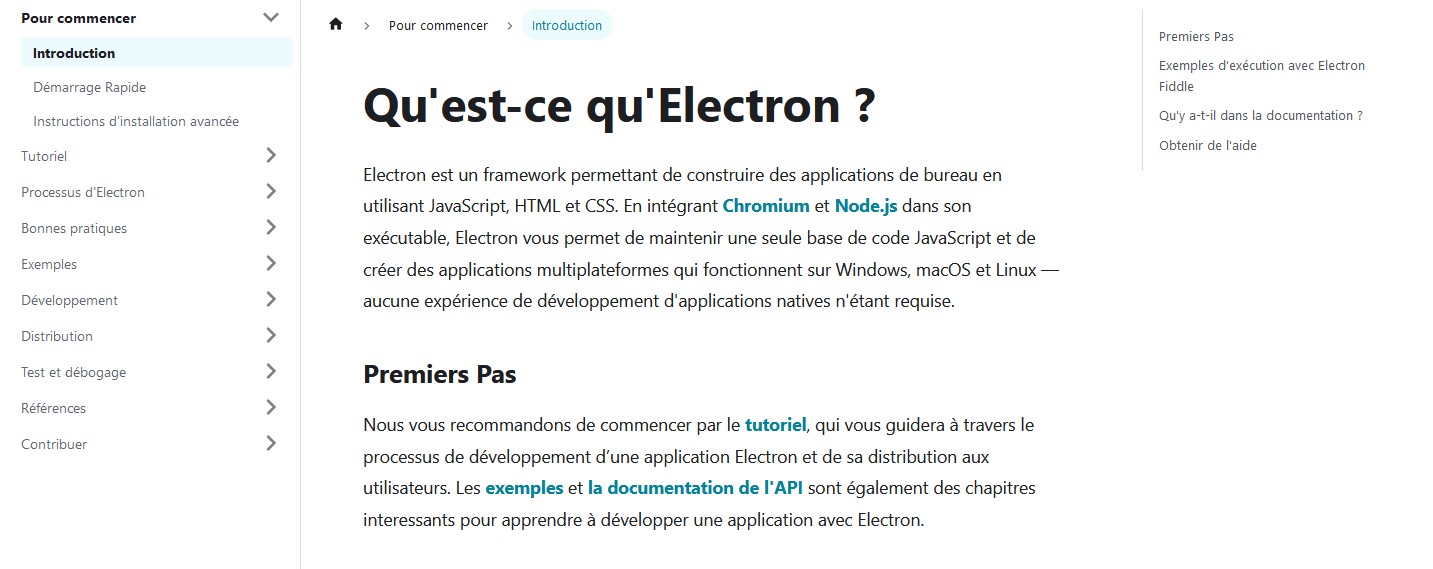 Pour commencer
Introduction
Démarrage Rapide
Instructions d'installation avancée
Tutoriel
Processus d'Electron
Bonnes pratiques
Exemples
Développement
Distribution
Test et débogage
Références
Contribuer
Pour commencer
Introduction
Qu'est-ce qu'Electron ?
Electron est un framework permettant de construire des applications de bureau en
utilisant JavaScript, HTML et CSS. En intégrant Chromium et Node.js dans son
exécutable, Electron vous permet de maintenir une seule base de code JavaScript et de
créer des applications multiplateformes qui fonctionnent sur Windows, macOS et Linux —
aucune expérience de développement d'applications natives n'étant requise.
Premiers Pas
Nous vous recommandons de commencer par le tutoriel, qui vous guidera à travers le
processus de développement d’une application Electron et de sa distribution aux
utilisateurs. Les exemples et la documentation de l'API sont également des chapitres
interessants pour apprendre à développer une application avec Electron.
Premiers Pas
Exemples d'exécution avec Electron
Fiddle
Qu'y a-t-il dans la documentation ?
Obtenir de l'aide